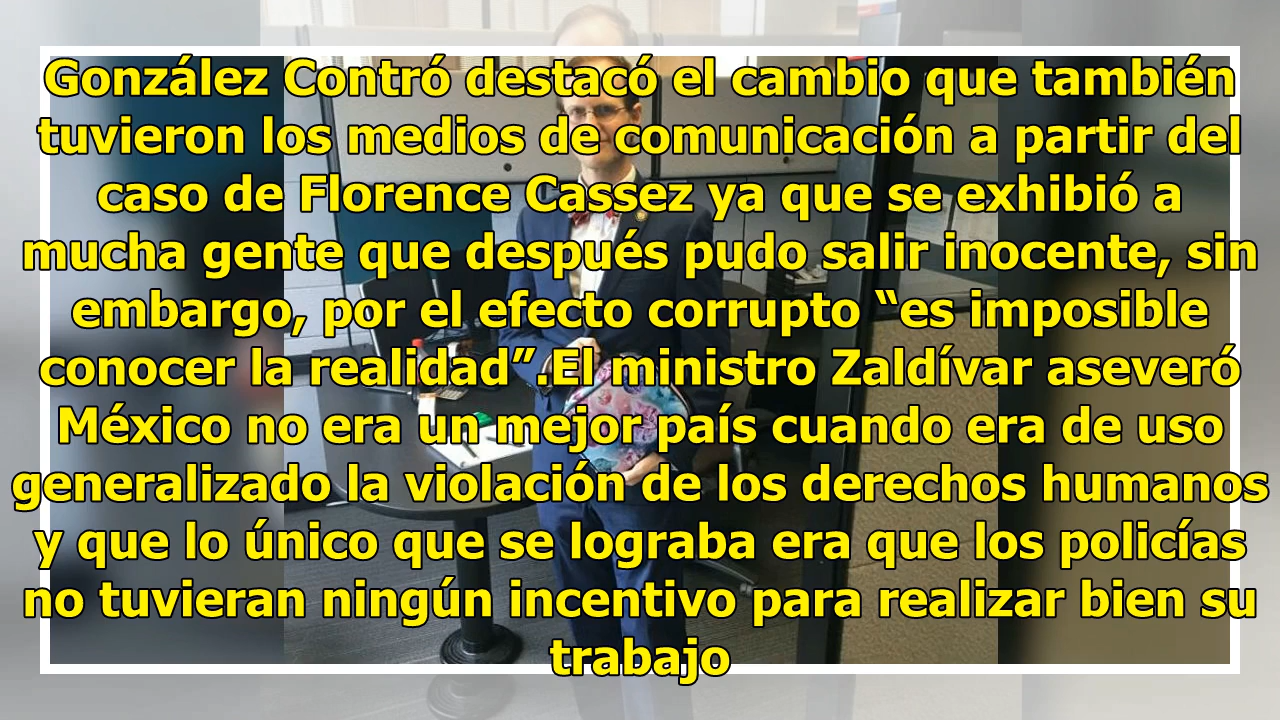 González Contró destacó el cambio que también
tuvieron los medios de comunicación a partir del
caso de Florence Cassez ya que se exhibió a
mucha gente que después pudo salir inocente, sin
embargo, por el efecto corrupto “es imposible
conocer la realidad” .El ministro Zaldívar aseveró
México no era un mejor país cuando era de uso
generalizado la violación de los derechos humanos
y que lo único que se lograba era que los policías
no tuvieran ningún incentivo para realizar bien su
trabajo